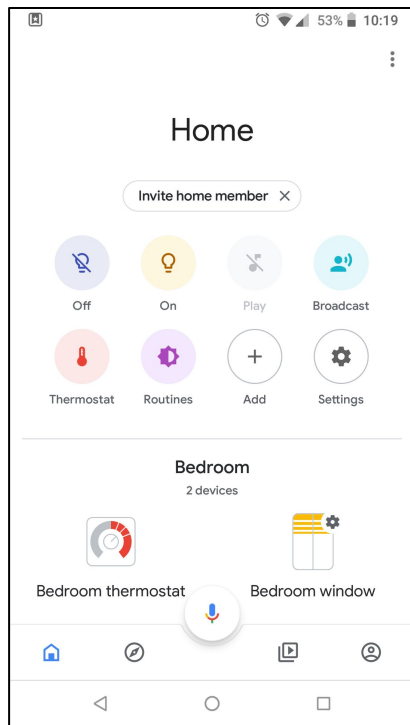 53% 10:19
Home
Invite home member
Off On Play Broadcast
Thermostat Routines Add Settings
Bedroom
2 devices
Bedroom thermostat Bedroom window